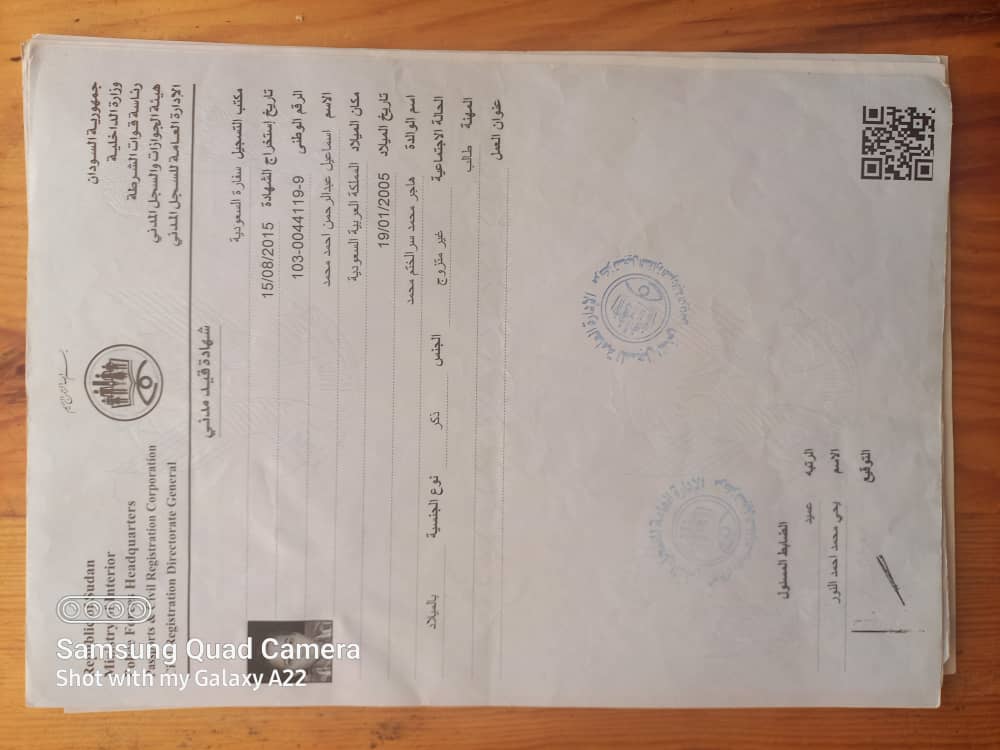 بسم الله الرحمن الرحيم
Republic of Sudan
Ministry of Interior
Police Forces Headquarters
Passports & Civil Registration Corporation
Civil Registration Directorate General
جمهورية السودان
وزارة الداخلية
رئاسة قوات الشرطة
هيئة الجوازات والسجل المدني
الإدارة العامة للسجل المدني
شهادة قيد مدني
مكتب التسجيل سفارة السعودية
تاريخ إستخراج الشهادة 15/08/2015
الرقم الوطنى 103-0044119-9
الاسم اسماعيل عبدالرحمن احمد محمد
مكان الميلاد المملكة العربية السعودية
تاريخ الميلاد 19/01/2005
اسم الوالدة هاجر محمد سرالختم محمد
الحالة الاجتماعية غير متزوج الجنس ذكر نوع الجنسية بالميلاد
المهنة طالب
عنوان العمل
الإدارة العامة للسجل المدني
الإدارة العامة للسجل
الضابط المسئول
الرتبه عميد
الاسم يحي محمد احمد النور
التوقيع
Samsung Quad Camera
Shot with my Galaxy A22